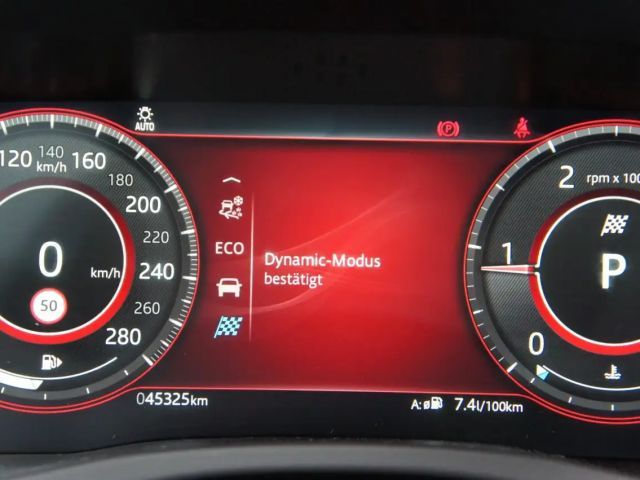 AUTO
120 140 160
km/h
180
200
220
240
260
280
0
km/h
50
ECO
Dynamic-Modus
bestätigt
045325km
A:ø 7.4l/100km
2 rpm x 100
1
P
0